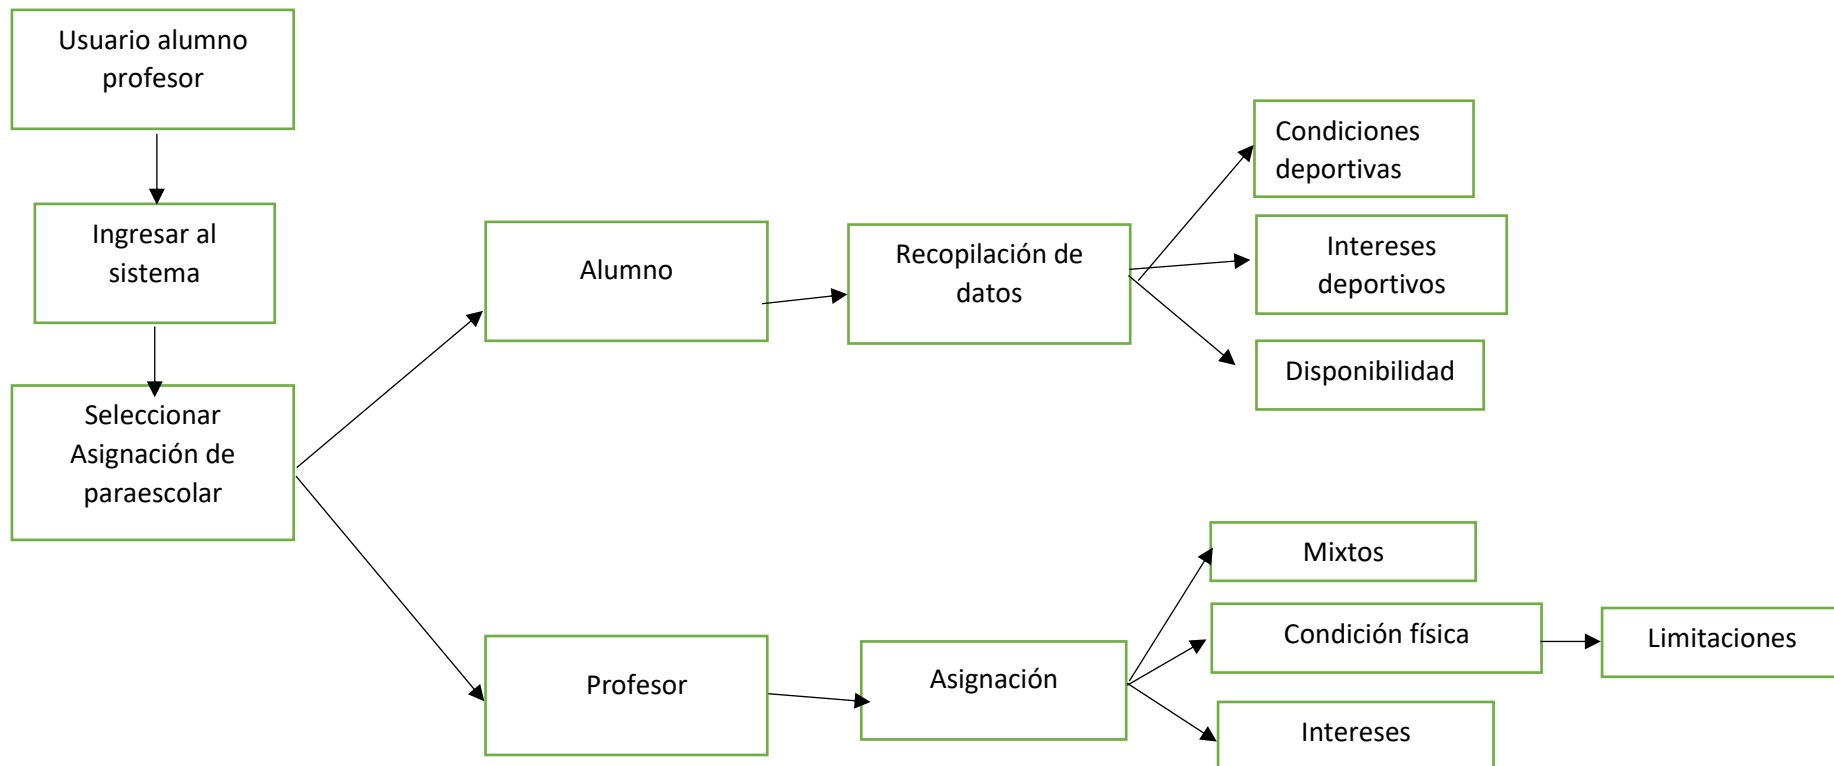 Usuario alumno
profesor
Ingresar al
sistema
Seleccionar
Asignación de
paraescolar
Alumno
Recopilación de
datos
Condiciones
deportivas
Intereses
deportivos
Disponibilidad
Profesor
Asignación
Mixtos
Condición física
Limitaciones
Intereses